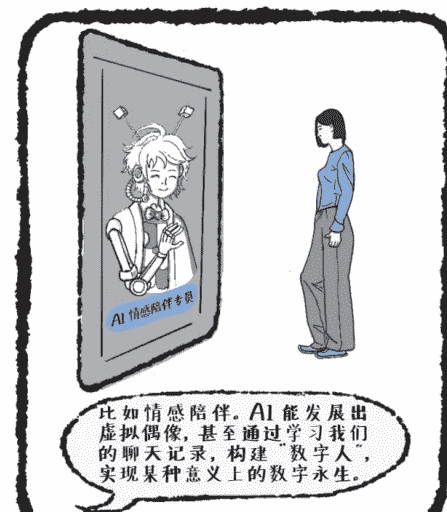 AI 情感陪伴专员
比如情感陪伴。AI 能发展出
虚拟偶像，甚至通过学习我们
的聊天记录，构建“数字人”，
实现某种意义上的数字永生。